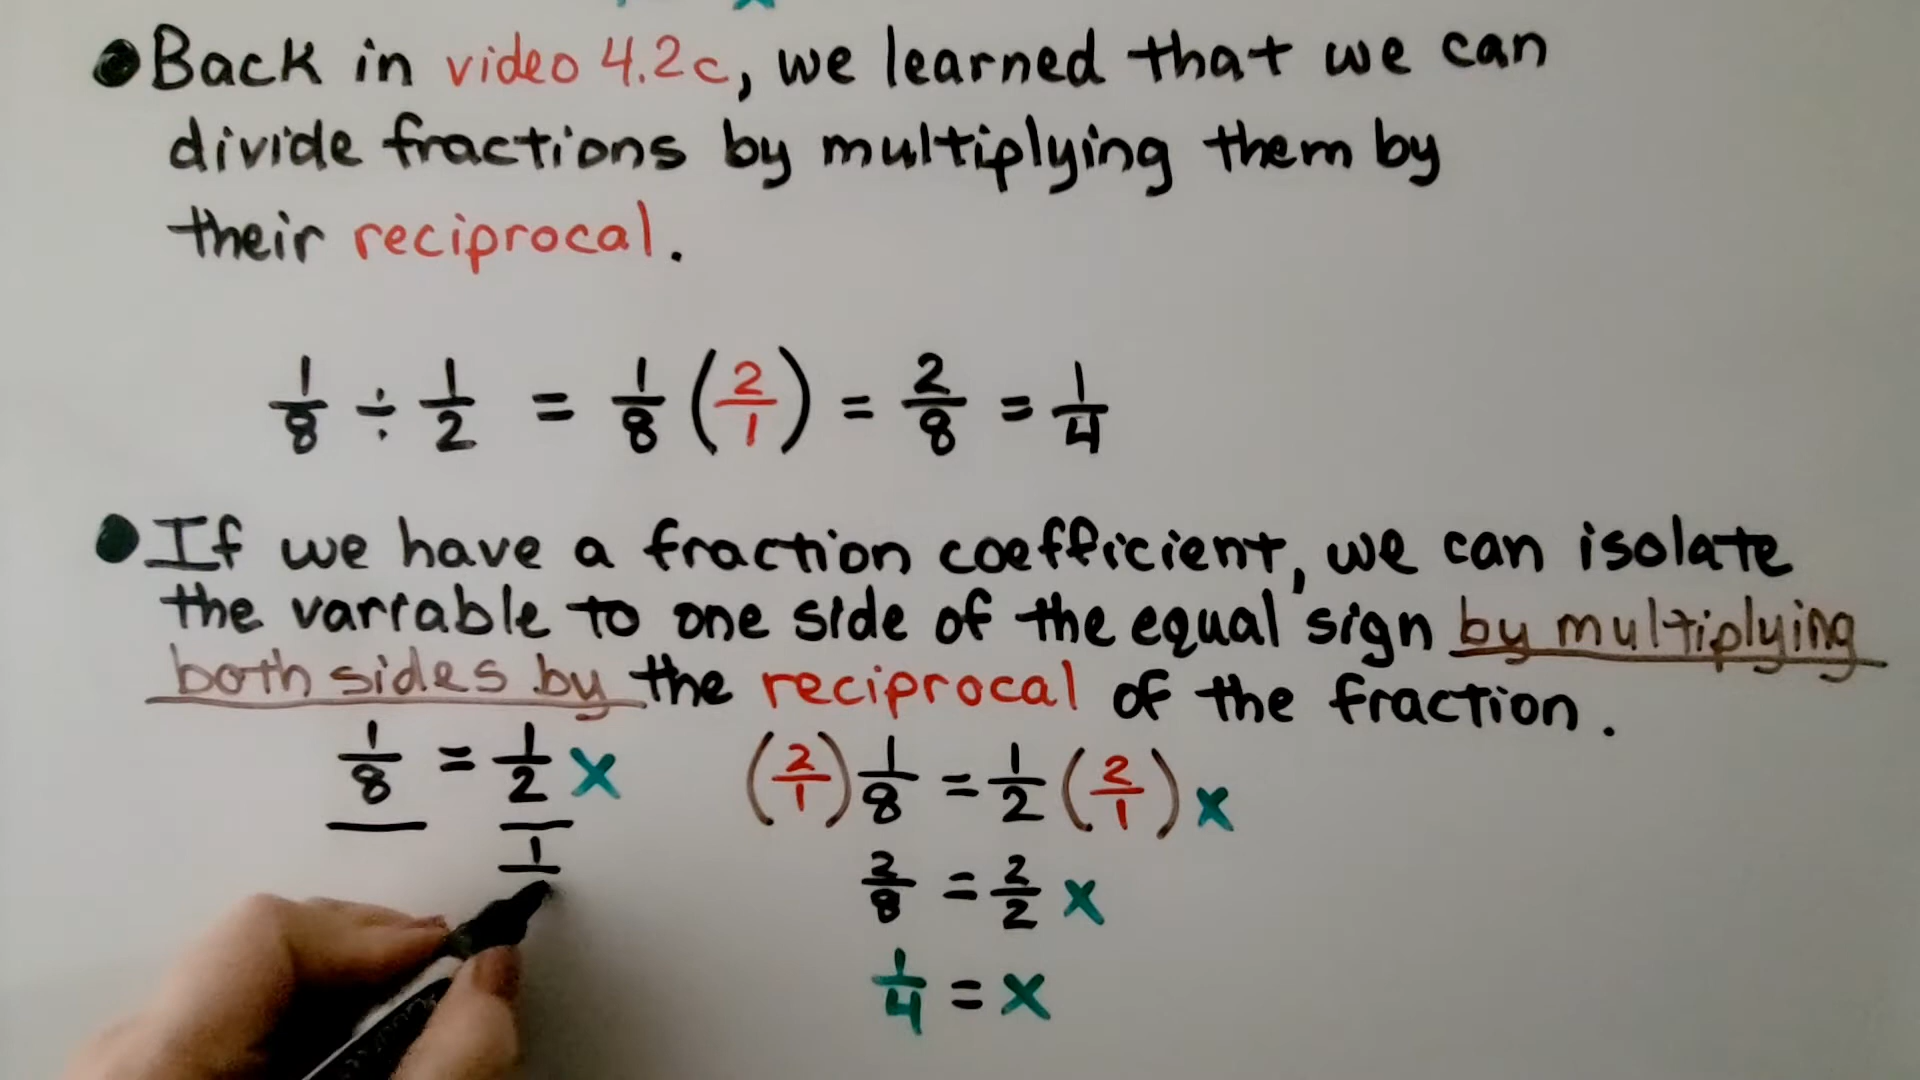 ●Back in video 4.2c, we learned that we can
divide fractions by multiplying them by
their reciprocal.
1/8 ÷ 1/2 = 1/8 (2/1) = 2/8 = 1/4
●If we have a fraction coefficient, we can isolate
the variable to one side of the equal sign by multiplying
both sides by the reciprocal of the fraction.
1/8 = 1/2 x
1/
(2/1) 1/8 = 1/2 (2/1) x
2/8 = 2/2 x
1/4 = x